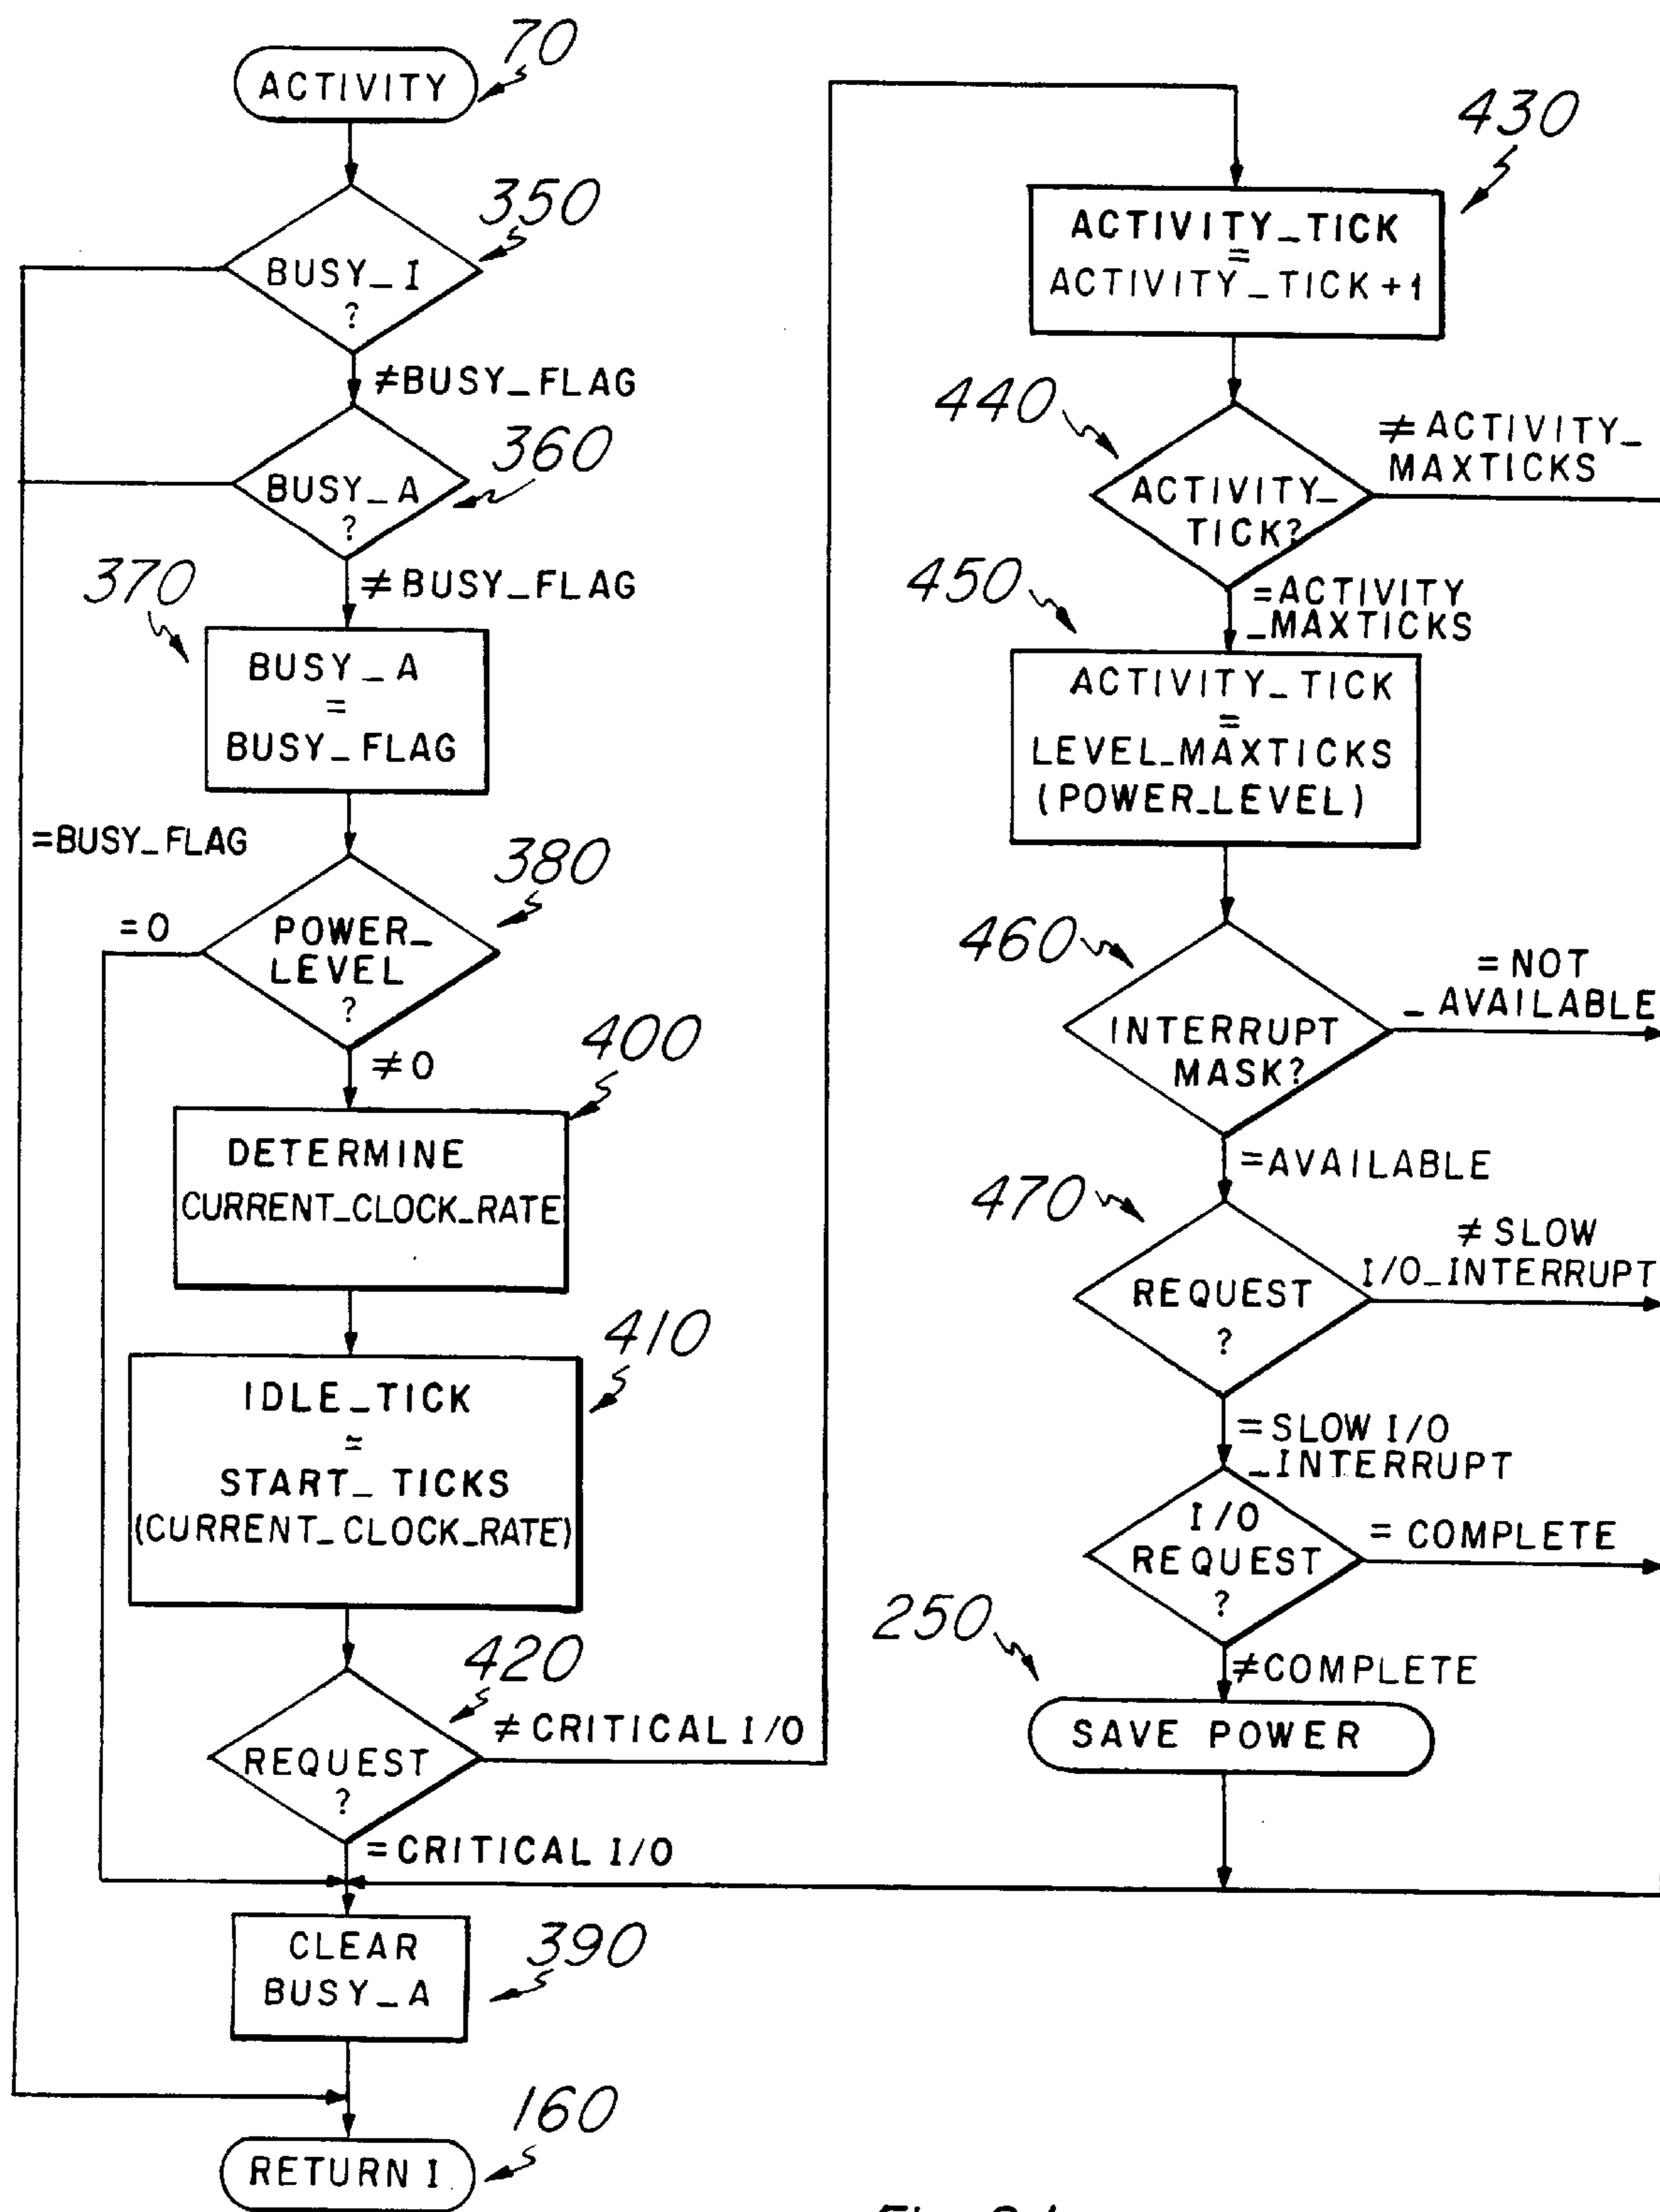 ACTIVITY
70
BUSY_I
?
350
≠BUSY_FLAG
BUSY_A
?
360
≠BUSY_FLAG
370
BUSY_A
=
BUSY_FLAG
=BUSY_FLAG
380
=0
POWER_
LEVEL
?
≠0
400
DETERMINE
CURRENT_CLOCK_RATE
410
IDLE_TICK
=
START_TICKS
(CURRENT_CLOCK_RATE)
420
REQUEST
?
≠CRITICAL I/O
=CRITICAL I/O
CLEAR
BUSY_A
390
RETURN I
160
430
ACTIVITY_TICK
=
ACTIVITY_TICK+1
440
ACTIVITY_
TICK?
≠ACTIVITY_
MAXTICKS
=ACTIVITY
_MAXTICKS
450
ACTIVITY_TICK
=
LEVEL_MAXTICKS
(POWER_LEVEL)
460
INTERRUPT
MASK?
=NOT
_AVAILABLE
=AVAILABLE
470
REQUEST
?
≠SLOW
I/O_INTERRUPT
=SLOW I/O
_INTERRUPT
I/O
REQUEST
?
=COMPLETE
≠COMPLETE
250
SAVE POWER